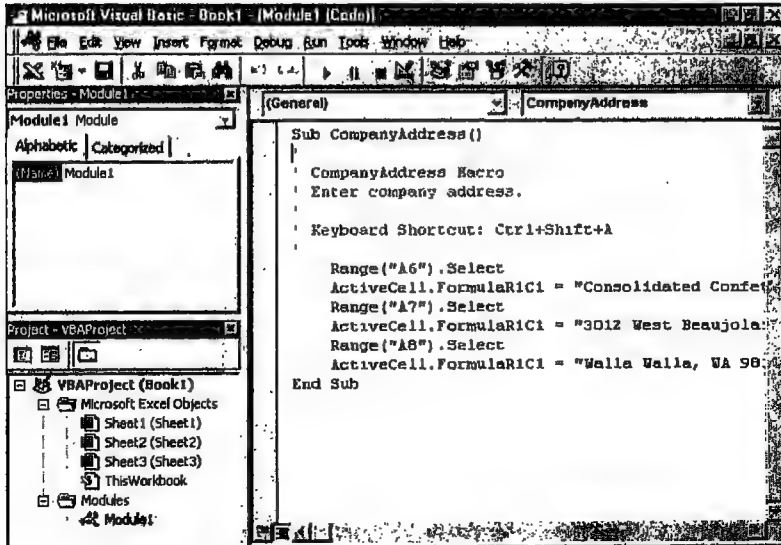 Microsoft Visual Basic - Book1 - [Module1 (Code)]
File Edit View Insert Format Debug Run Tools Window Help
Properties - Module1
Module1 Module
Alphabetic Categorized
(Name) Module1
Project - VBAProject
VBAProject (Book1)
Microsoft Excel Objects
Sheet1 (Sheet1)
Sheet2 (Sheet2)
Sheet3 (Sheet3)
ThisWorkbook
Modules
Module1
(General) CompanyAddress
Sub CompanyAddress()
'
' CompanyAddress Macro
' Enter company address.
'
' Keyboard Shortcut: Ctrl+Shift+A
'
Range("A6").Select
ActiveCell.FormulaR1C1 = "Consolidated Confet
Range("A7").Select
ActiveCell.FormulaR1C1 = "3012 West Beaujola
Range("A8").Select
ActiveCell.FormulaR1C1 = "Walla Walla, WA 98
End Sub